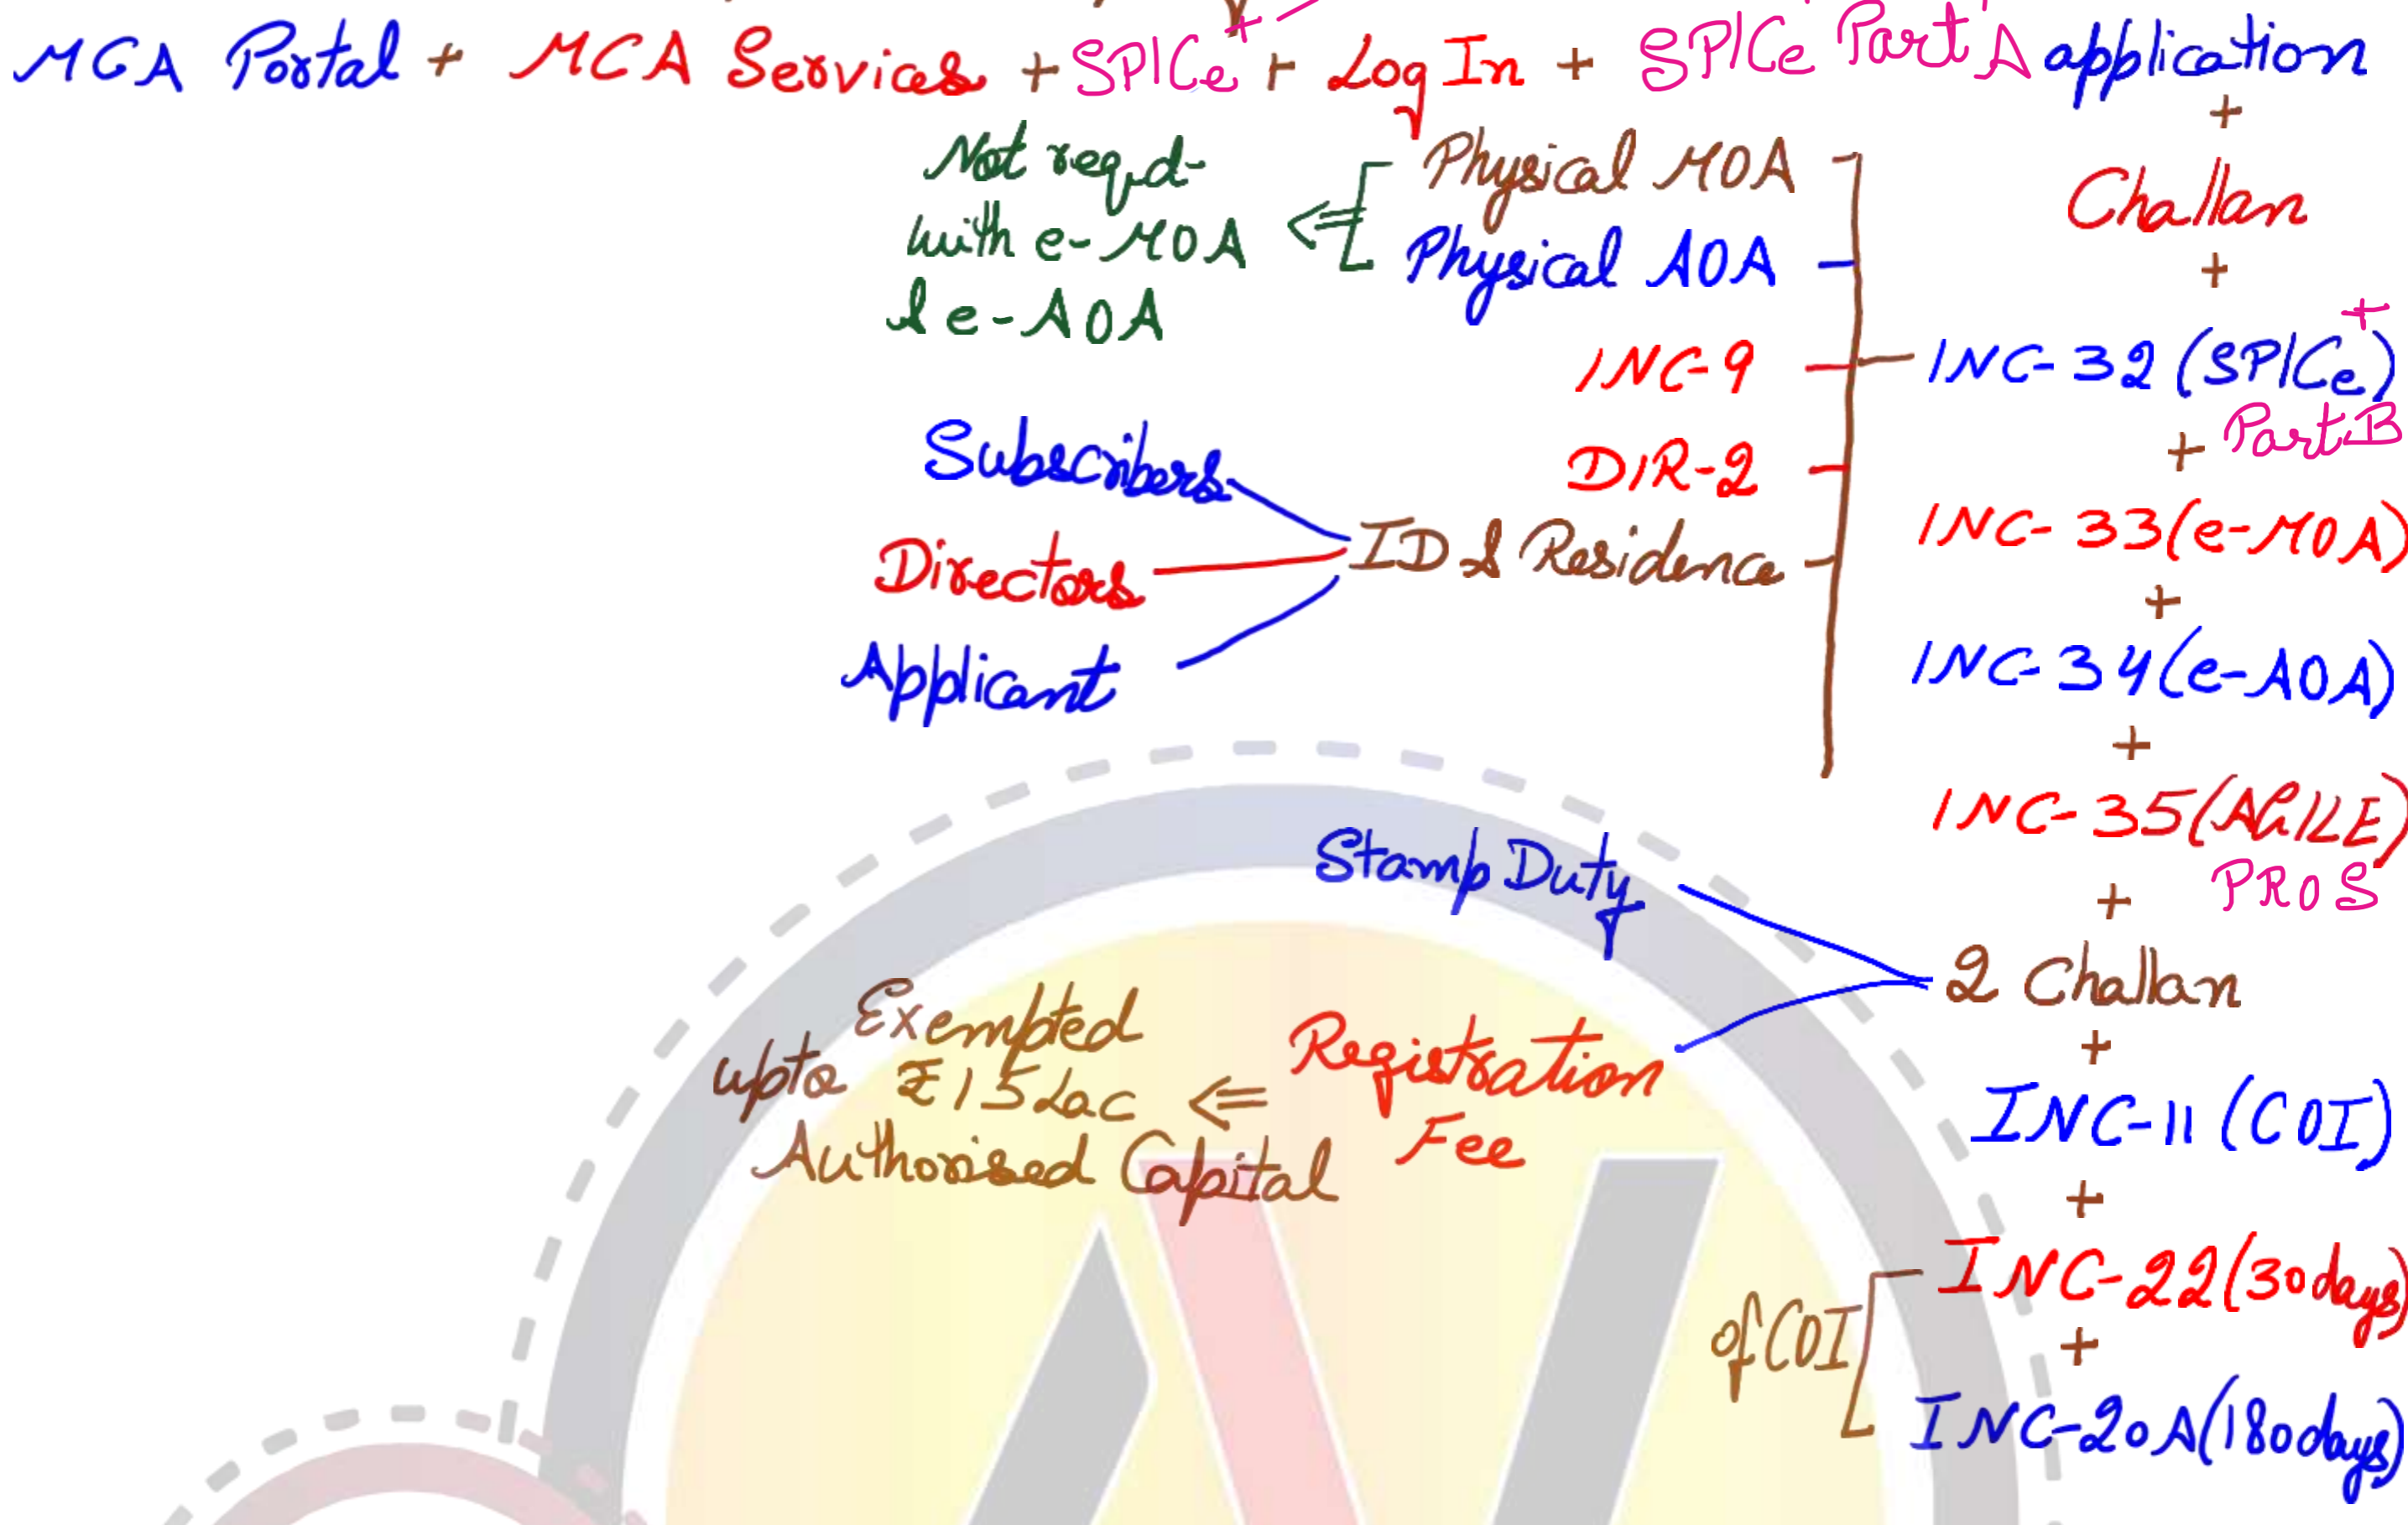 MCA Portal + MCA Services + SPICe+ + Log In + SPICe Part A application
+
Challan
+
INC-32 (SPICe+)
+ Part B
INC-33 (e-MOA)
+
INC-34 (e-AOA)
+
INC-35 (AGILE)
+ PROS
2 Challan
+
INC-11 (COI)
+
INC-22 (30 days)
+
INC-20A (180 days)
of COI
Physical MOA
Physical AOA
INC-9
DIR-2
ID & Residence
Not reqd-
with e-MOA
& e-AOA
Subscribers
Directors
Applicant
Stamp Duty
Registration
Fee
Exempted
upto ₹15 Lac
Authorised Capital